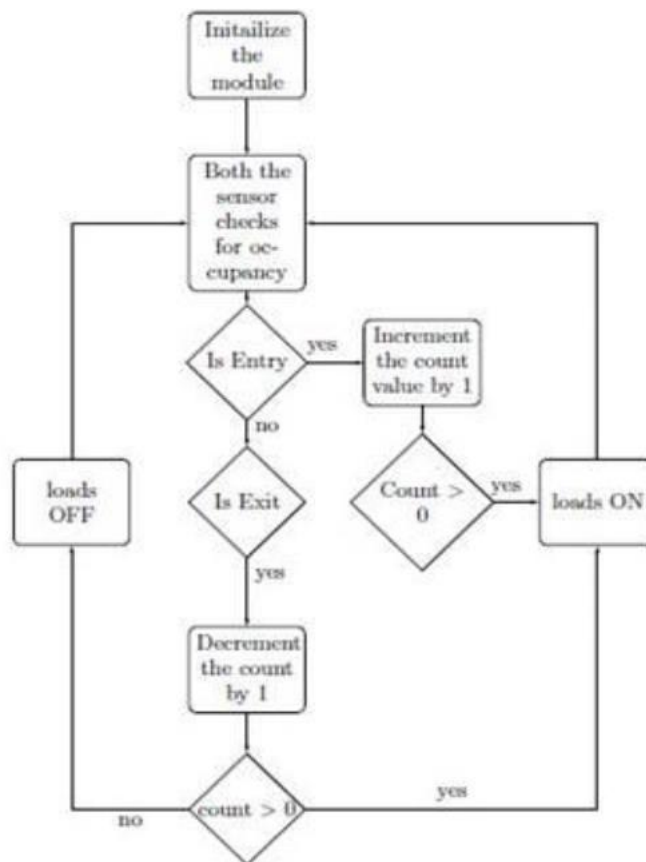 Initailize
the
module
Both the
sensor
checks
for oc-
cupancy
Is Entry
yes
Increment
the count
value by 1
no
loads
OFF
Is Exit
Count >
0
yes
loads ON
yes
Decrement
the count
by 1
count > 0
no
yes